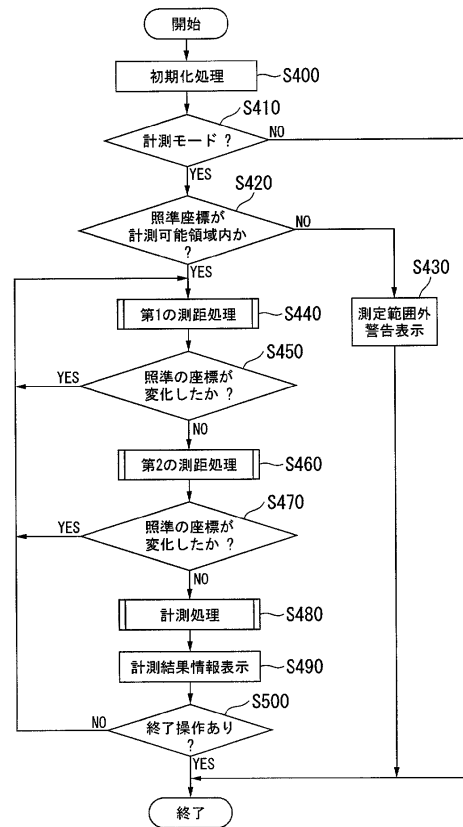 開始
初期化処理
S400
S410
計測モード ?
NO
YES
S420
照準座標が
計測可能領域内か
?
NO
YES
S430
測定範囲外
警告表示
第1の測距処理
S440
S450
照準の座標が
変化したか ?
YES
NO
第2の測距処理
S460
S470
照準の座標が
変化したか ?
YES
NO
計測処理
S480
計測結果情報表示
S490
S500
終了操作あり
?
NO
YES
終了